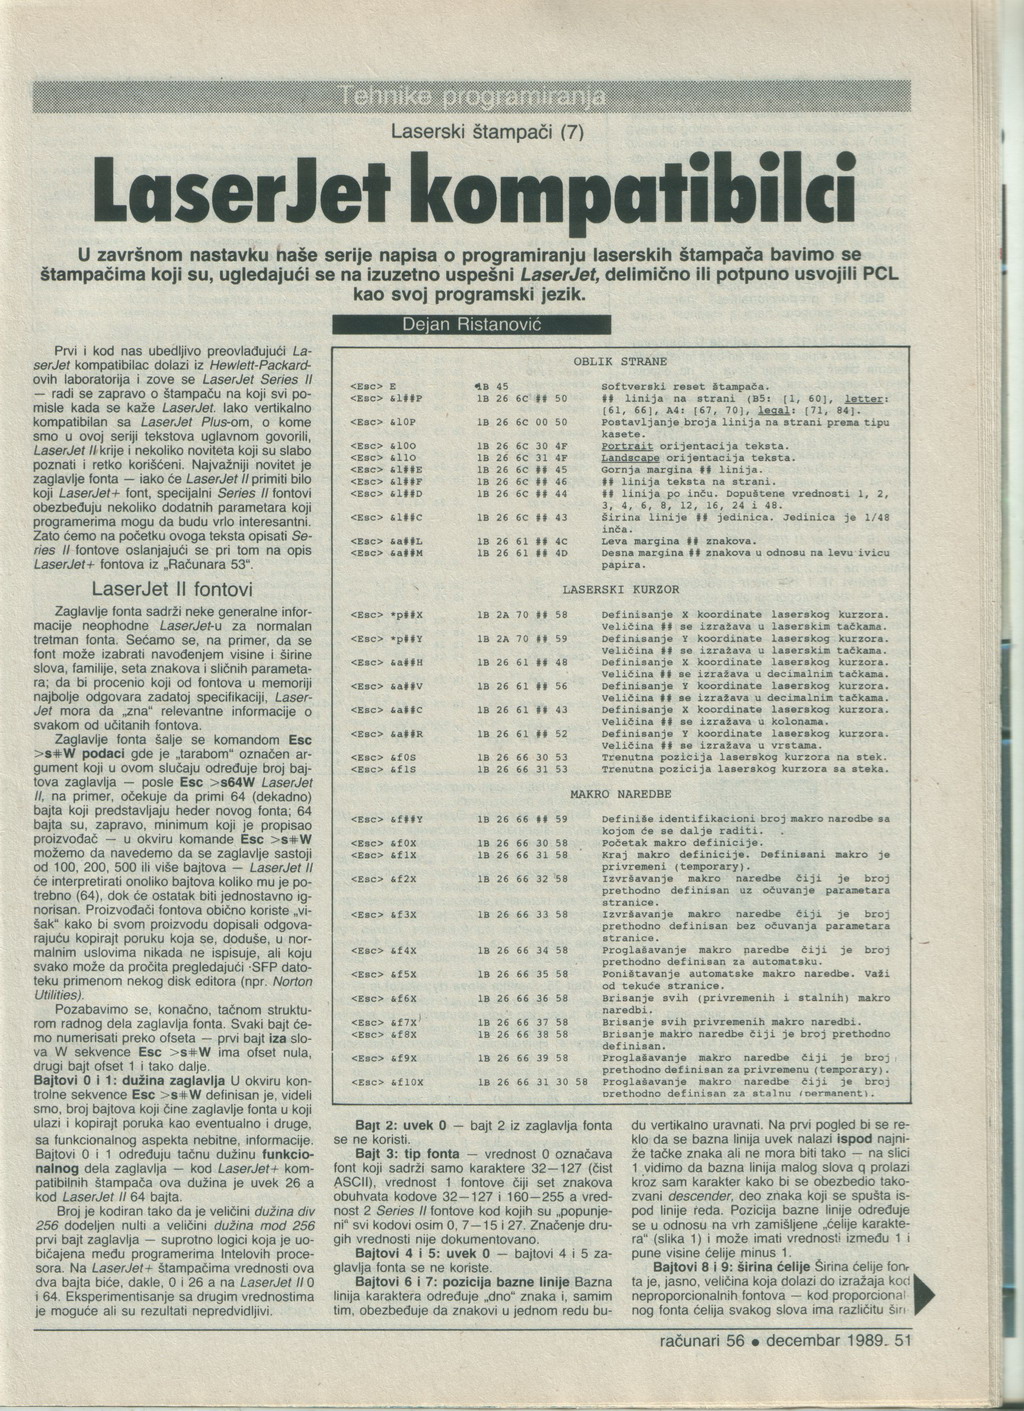 Tehnike programiranja
Laserski štampači (7)
LaserJet kompatibilci
U završnom nastavku naše serije napisa o programiranju laserskih štampača bavimo se
štampačima koji su, ugledajući se na izuzetno uspešni LaserJet, delimično ili potpuno usvojili PCL
kao svoj programski jezik.
Dejan Ristanović
Prvi i kod nas ubedljivo preovlađujući La-
serJet kompatibilac dolazi iz Hewlett-Packard-
ovih laboratorija i zove se LaserJet Series II
— radi se zapravo o štampaču na koji svi po-
misle kada se kaže LaserJet. Iako vertikalno
kompatibilan sa LaserJet Plus-om, o kome
smo u ovoj seriji tekstova uglavnom govorili,
LaserJet II krije i nekoliko noviteta koji su slabo
poznati i retko korišćeni. Najvažniji novitet je
zaglavlje fonta — iako će LaserJet II primiti bilo
koji LaserJet+ font, specijalni Series II fontovi
obezbeđuju nekoliko dodatnih parametara koji
programerima mogu da budu vrlo interesantni.
Zato ćemo na početku ovoga teksta opisati Se-
ries II fontove oslanjajući se pri tom na opis
LaserJet+ fontova iz „Računara 53“.
LaserJet II fontovi
Zaglavlje fonta sadrži neke generalne infor-
macije neophodne LaserJet-u za normalan
tretman fonta. Sećamo se, na primer, da se
font može izabrati navođenjem visine i širine
slova, familije, seta znakova i sličnih parameta-
ra; da bi procenio koji od fontova u memoriji
najbolje odgovara zadatoj specifikaciji, Laser-
Jet mora da „zna“ relevantne informacije o
svakom od učitanih fontova.
Zaglavlje fonta šalje se komandom Esc
>s#W podaci gde je „tarabom“ označen ar-
gument koji u ovom slučaju određuje broj baj-
tova zaglavlja — posle Esc >s64W LaserJet
II, na primer, očekuje da primi 64 (dekadno)
bajta koji predstavljaju heder novog fonta; 64
bajta su, zapravo, minimum koji je propisao
proizvođač — u okviru komande Esc >s#W
možemo da navedemo da se zaglavlje sastoji
od 100, 200, 500 ili više bajtova — LaserJet II
će interpretirati onoliko bajtova koliko mu je po-
trebno (64), dok će ostatak biti jednostavno ig-
norisan. Proizvođači fontova obično koriste „vi-
šak“ kako bi svom proizvodu dopisali odgova-
rajuću kopirajt poruku koja se, doduše, u nor-
malnim uslovima nikada ne ispisuje, ali koju
svako može da pročita pregledajući ·SFP dato-
teku primenom nekog disk editora (npr. Norton
Utilities).
Pozabavimo se, konačno, tačnom struktu-
rom radnog dela zaglavlja fonta. Svaki bajt će-
mo numerisati preko ofseta — prvi bajt iza slo-
va W sekvence Esc >s#W ima ofset nula,
drugi bajt ofset 1 i tako dalje.
Bajtovi 0 i 1: dužina zaglavlja U okviru kon-
trolne sekvence Esc >s#W definisan je, videli
smo, broj bajtova koji čine zaglavlje fonta u koji
ulazi i kopirajt poruka kao eventualno i druge,
sa funkcionalnog aspekta nebitne, informacije.
Bajtovi 0 i 1 određuju tačnu dužinu funkcio-
nalnog dela zaglavlja — kod LaserJet+ kom-
patibilnih štampača ova dužina je uvek 26 a
kod LaserJet II 64 bajta.
Broj je kodiran tako da je veličini dužina div
256 dodeljen nulti a veličini dužina mod 256
prvi bajt zaglavlja — suprotno logici koja je uo-
bičajena među programerima Intelovih proce-
sora. Na LaserJet+ štampačima vrednosti ova
dva bajta biće, dakle, 0 i 26 a na LaserJet II 0
i 64. Eksperimentisanje sa drugim vrednostima
je moguće ali su rezultati nepredvidljivi.
OBLIK STRANE
<Esc> E 1B 45 Softverski reset štampača.
<Esc> &l##P 1B 26 6C ## 50 ## linija na strani (B5: [1, 60], letter:
[61, 66], A4: [67, 70], legal: [71, 84].
<Esc> &l0P 1B 26 6C 00 50 Postavljanje broja linija na strani prema tipu
kasete.
<Esc> &l0O 1B 26 6C 30 4F Portrait orijentacija teksta.
<Esc> &l1O 1B 26 6C 31 4F Landscape orijentacija teksta.
<Esc> &l##E 1B 26 6C ## 45 Gornja margina ## linija.
<Esc> &l##F 1B 26 6C ## 46 ## linija teksta na strani.
<Esc> &l##D 1B 26 6C ## 44 ## linija po inču. Dopuštene vrednosti 1, 2,
3, 4, 6, 8, 12, 16, 24 i 48.
<Esc> &l##C 1B 26 6C ## 43 Širina linije ## jedinica. Jedinica je 1/48
inča.
<Esc> &a##L 1B 26 61 ## 4C Leva margina ## znakova.
<Esc> &a##M 1B 26 61 ## 4D Desna margina ## znakova u odnosu na levu ivicu
papira.
LASERSKI KURZOR
<Esc> *p##X 1B 2A 70 ## 58 Definisanje X koordinate laserskog kurzora.
Veličina ## se izražava u laserskim tačkama.
<Esc> *p##Y 1B 2A 70 ## 59 Definisanje Y koordinate laserskog kurzora.
Veličina ## se izražava u laserskim tačkama.
<Esc> &a##H 1B 26 61 ## 48 Definisanje X koordinate laserskog kurzora.
Veličina ## se izražava u decimalnim tačkama.
<Esc> &a##V 1B 26 61 ## 56 Definisanje Y koordinate laserskog kurzora.
Veličina ## se izražava u decimalnim tačkama.
<Esc> &a##C 1B 26 61 ## 43 Definisanje X koordinate laserskog kurzora.
Veličina ## se izražava u kolonama.
<Esc> &a##R 1B 26 61 ## 52 Definisanje Y koordinate laserskog kurzora.
Veličina ## se izražava u vrstama.
<Esc> &f0S 1B 26 66 30 53 Trenutna pozicija laserskog kurzora na stek.
<Esc> &f1S 1B 26 66 31 53 Trenutna pozicija laserskog kurzora sa steka.
MAKRO NAREDBE
<Esc> &f##Y 1B 26 66 ## 59 Definiše identifikacioni broj makro naredbe sa
kojom će se dalje raditi.
<Esc> &f0X 1B 26 66 30 58 Početak makro definicije.
<Esc> &f1X 1B 26 66 31 58 Kraj makro definicije. Definisani makro je
privremeni (temporary).
<Esc> &f2X 1B 26 66 32 58 Izvršavanje makro naredbe čiji je broj
prethodno definisan uz očuvanje parametara
stranice.
<Esc> &f3X 1B 26 66 33 58 Izvršavanje makro naredbe čiji je broj
prethodno definisan bez očuvanja parametara
stranice.
<Esc> &f4X 1B 26 66 34 58 Proglašavanje makro naredbe čiji je broj
prethodno definisan za automatsku.
<Esc> &f5X 1B 26 66 35 58 Poništavanje automatske makro naredbe. Važi
od tekuće stranice.
<Esc> &f6X 1B 26 66 36 58 Brisanje svih (privremenih i stalnih) makro
naredbi.
<Esc> &f7X 1B 26 66 37 58 Brisanje svih privremenih makro naredbi.
<Esc> &f8X 1B 26 66 38 58 Brisanje makro naredbe čiji je broj prethodno
definisan.
<Esc> &f9X 1B 26 66 39 58 Proglašavanje makro naredbe čiji je broj
prethodno definisan za privremenu (temporary).
<Esc> &f10X 1B 26 66 31 30 58 Proglašavanje makro naredbe čiji je broj
prethodno definisan za stalnu (permanent).
Bajt 2: uvek 0 — bajt 2 iz zaglavlja fonta
se ne koristi.
Bajt 3: tip fonta — vrednost 0 označava
font koji sadrži samo karaktere 32—127 (čist
ASCII), vrednost 1 fontove čiji set znakova
obuhvata kodove 32—127 i 160—255 a vred-
nost 2 Series II fontove kod kojih su „popunje-
ni“ svi kodovi osim 0, 7—15 i 27. Značenje dru-
gih vrednosti nije dokumentovano.
Bajtovi 4 i 5: uvek 0 — bajtovi 4 i 5 za-
glavlja fonta se ne koriste.
Bajtovi 6 i 7: pozicija bazne linije Bazna
linija karaktera određuje „dno“ znaka i, samim
tim, obezbeđuje da znakovi u jednom redu bu-
du vertikalno uravnati. Na prvi pogled bi se re-
klo da se bazna linija uvek nalazi ispod najni-
že tačke znaka ali ne mora biti tako — na slici
1 vidimo da bazna linija malog slova q prolazi
kroz sam karakter kako bi se obezbedio tako-
zvani descender, deo znaka koji se spušta is-
pod linije reda. Pozicija bazne linije određuje
se u odnosu na vrh zamišljene „ćelije karakte-
ra“ (slika 1) i može imati vrednosti između 1 i
pune visine ćelije minus 1.
Bajtovi 8 i 9: širina ćelije Širina ćelije fon-
ta je, jasno, veličina koja dolazi do izražaja kod
neproporcionalnih fontova — kod proporcional-
nog fonta ćelija svakog slova ima različitu širi-
računari 56 • decembar 1989. 51